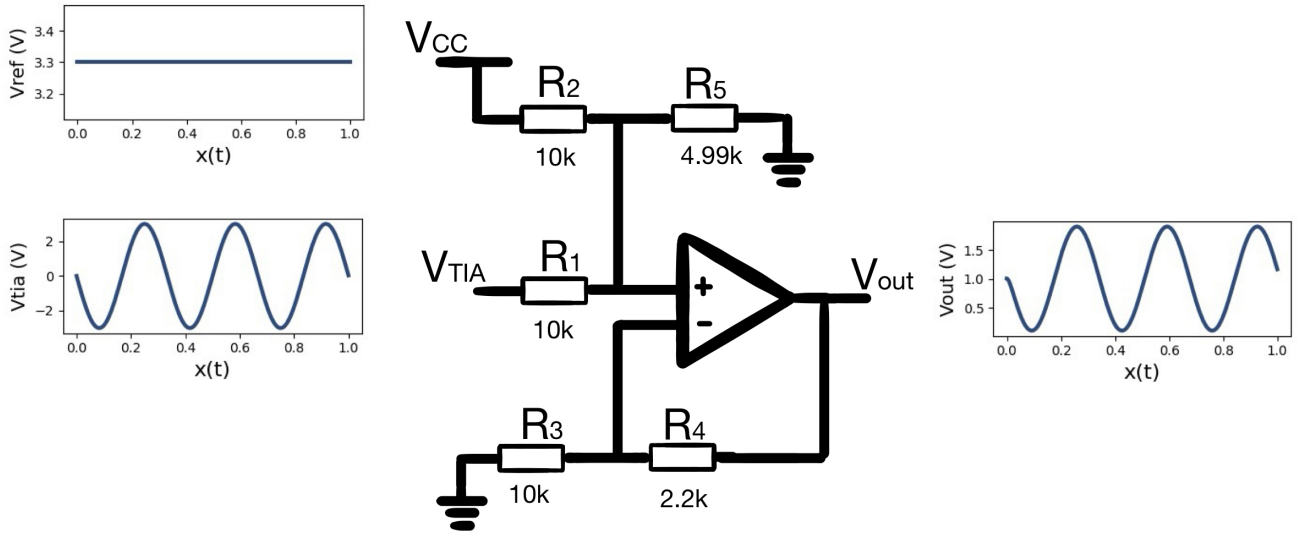 Vref (V)
3.4
3.3
3.2
0.0 0.2 0.4 0.6 0.8 1.0
x(t)
Vtia (V)
2
0
−2
0.0 0.2 0.4 0.6 0.8 1.0
x(t)
VCC
R2
10k
R5
4.99k
VTIA
R1
10k
+
-
Vout
R3
10k
R4
2.2k
Vout (V)
1.5
1.0
0.5
0.0 0.2 0.4 0.6 0.8 1.0
x(t)